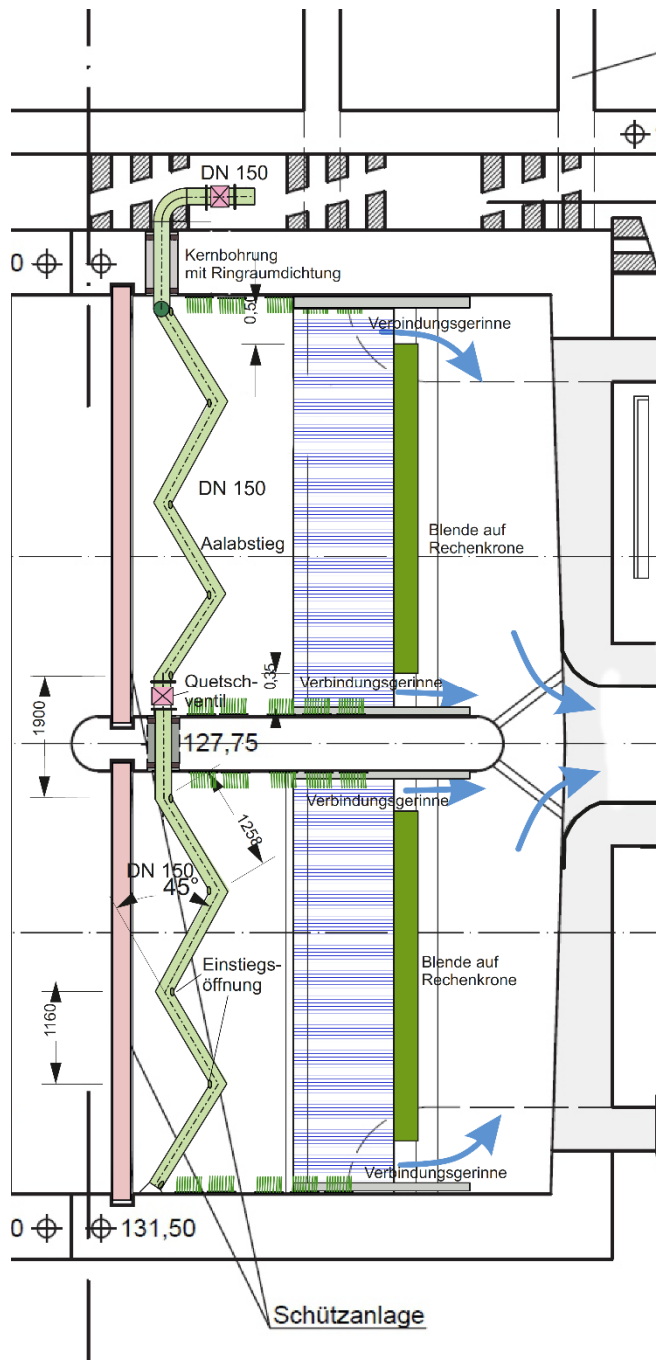 DN 150
Kernbohrung
mit Ringraumdichtung
0
0,50
Verbindungsgerinne
DN 150
Aalabstieg
Blende auf
Rechenkrone
0,35
Quetsch-
ventil
Verbindungsgerinne
1900
127,75
Verbindungsgerinne
1258
DN 150
45°
Einstiegs-
öffnung
Blende auf
Rechenkrone
1160
Verbindungsgerinne
0
131,50
Schützanlage